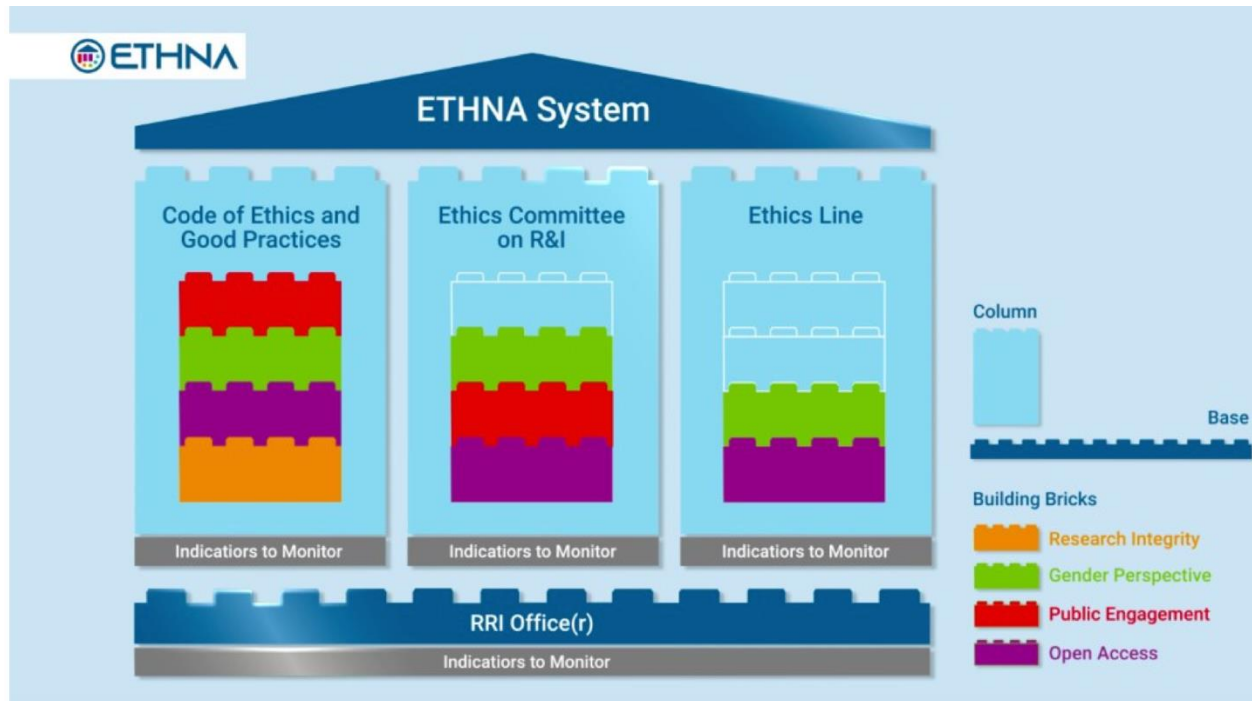 ETHNA
ETHNA System
Code of Ethics and
Good Practices
Ethics Committee
on R&I
Ethics Line
Indicatiors to Monitor
Indicatiors to Monitor
Indicatiors to Monitor
RRI Office(r)
Indicatiors to Monitor
Column
Base
Building Bricks
Research Integrity
Gender Perspective
Public Engagement
Open Access